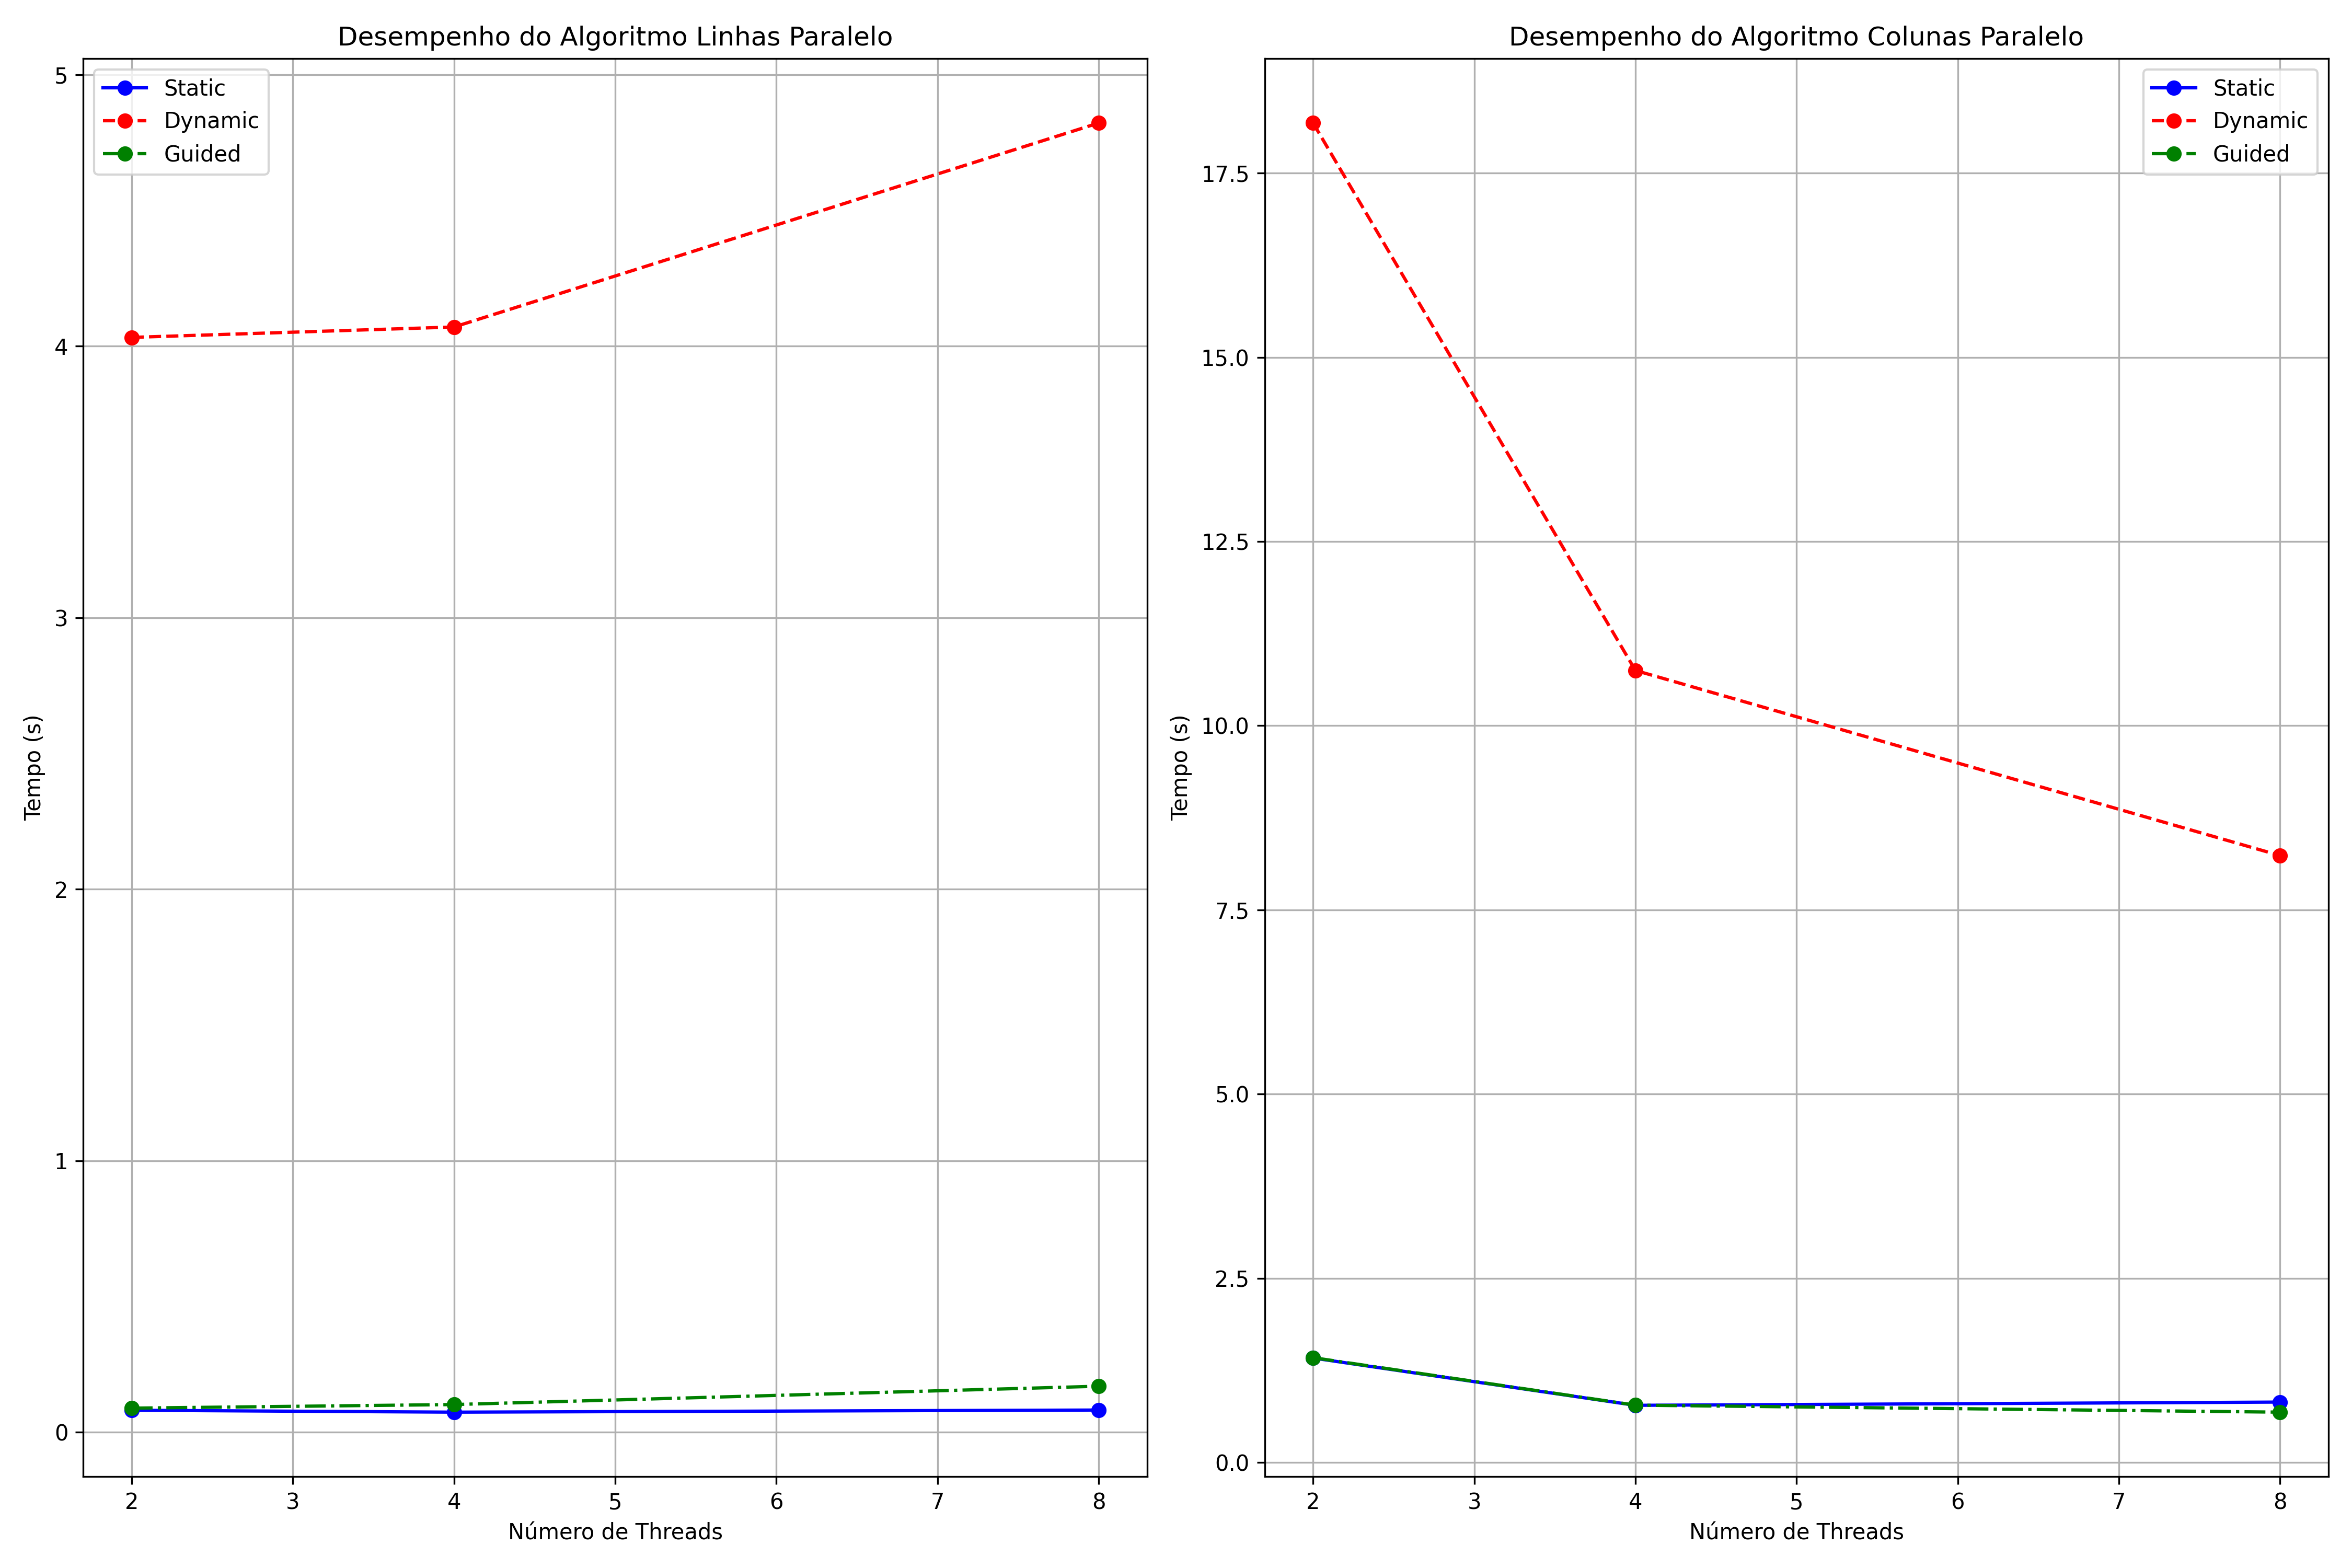 Desempenho do Algoritmo Linhas Paralelo
Static
Dynamic
Guided
5
4
3
2
1
0
Tempo (s)
2 3 4 5 6 7 8
Número de Threads
Desempenho do Algoritmo Colunas Paralelo
Static
Dynamic
Guided
17.5
15.0
12.5
10.0
7.5
5.0
2.5
0.0
Tempo (s)
2 3 4 5 6 7 8
Número de Threads